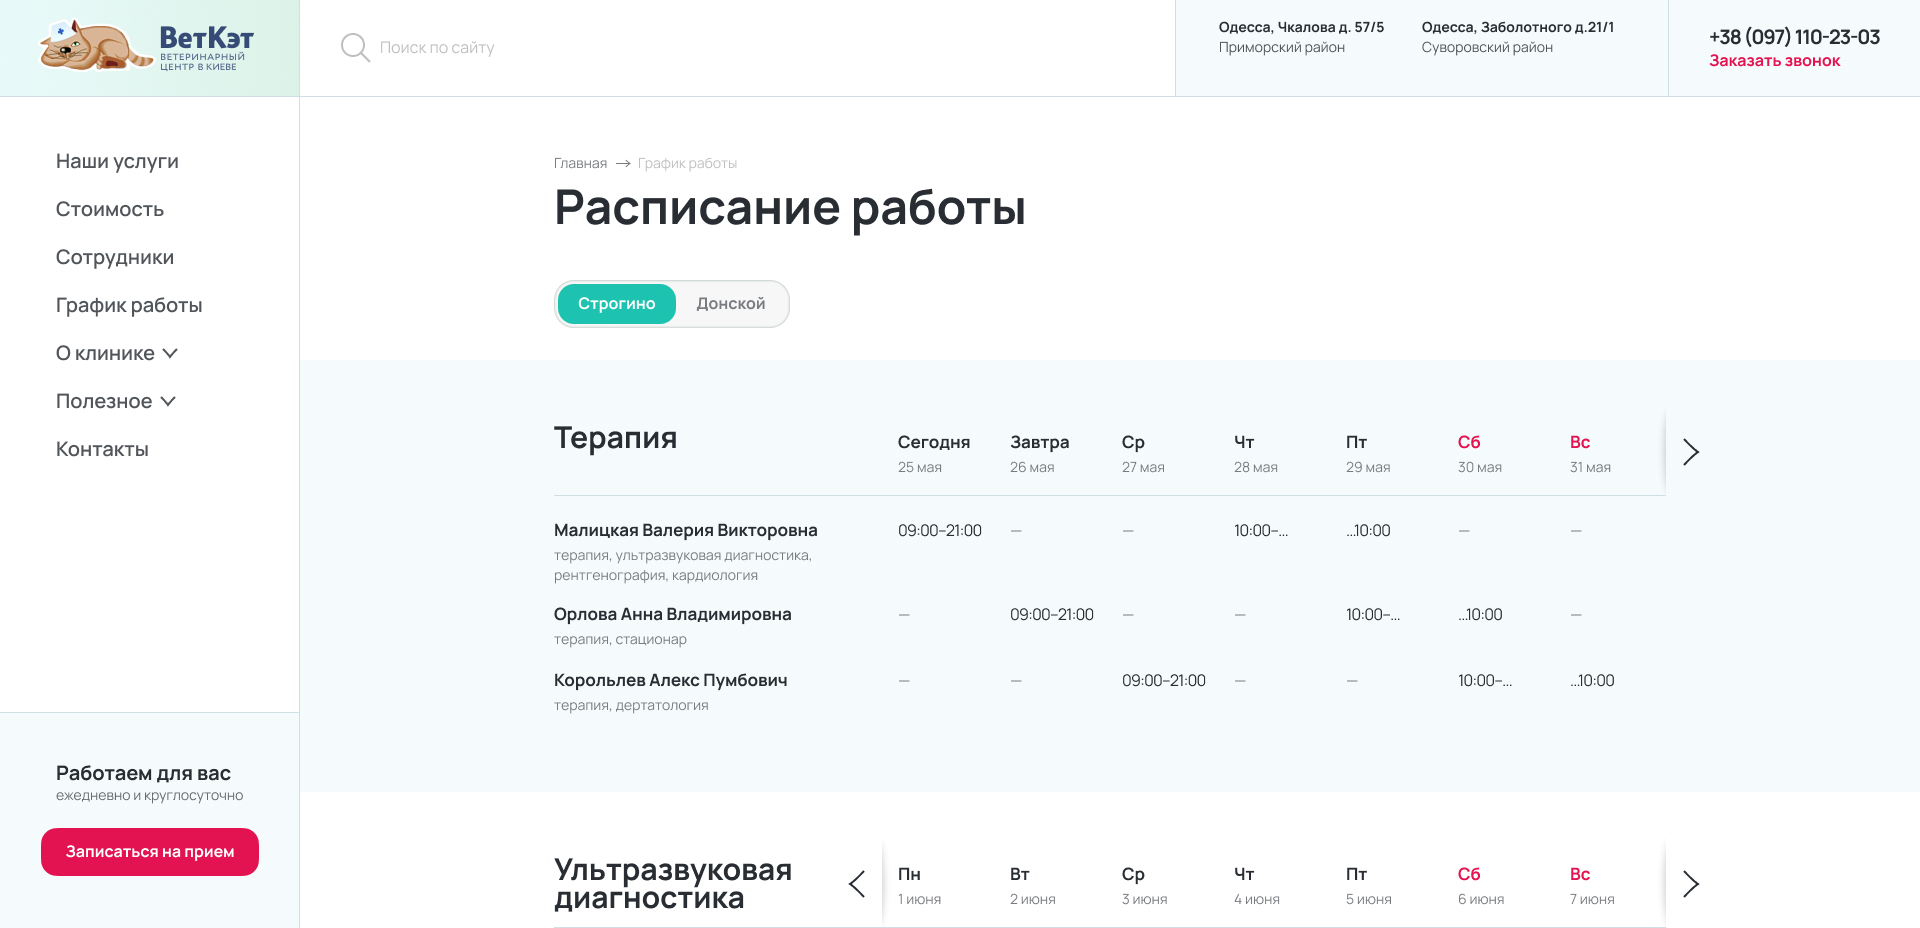 ВетКэт
ВЕТЕРИНАРНЫЙ
ЦЕНТР В КИЕВЕ
Поиск по сайту
Одесса, Чкалова д. 57/5
Приморский район
Одесса, Заболотного д.21/1
Суворовский район
+38 (097) 110-23-03
Заказать звонок
Наши услуги
Стоимость
Сотрудники
График работы
О клинике
Полезное
Контакты
Работаем для вас
ежедневно и круглосуточно
Записаться на прием
Главная → График работы
Расписание работы
Строгино Донской
Терапия
Сегодня Завтра Ср Чт Пт Сб Вс
25 мая 26 мая 27 мая 28 мая 29 мая 30 мая 31 мая
Малицкая Валерия Викторовна 09:00–21:00 — — 10:00–... ...10:00 — —
терапия, ультразвуковая диагностика,
рентгенография, кардиология
Орлова Анна Владимировна — 09:00–21:00 — — 10:00–... ...10:00 —
терапия, стационар
Корольлев Алекс Пумбович — — 09:00–21:00 — — 10:00–... ...10:00
терапия, дертатология
Ультразвуковая
диагностика
Пн Вт Ср Чт Пт Сб Вс
1 июня 2 июня 3 июня 4 июня 5 июня 6 июня 7 июня